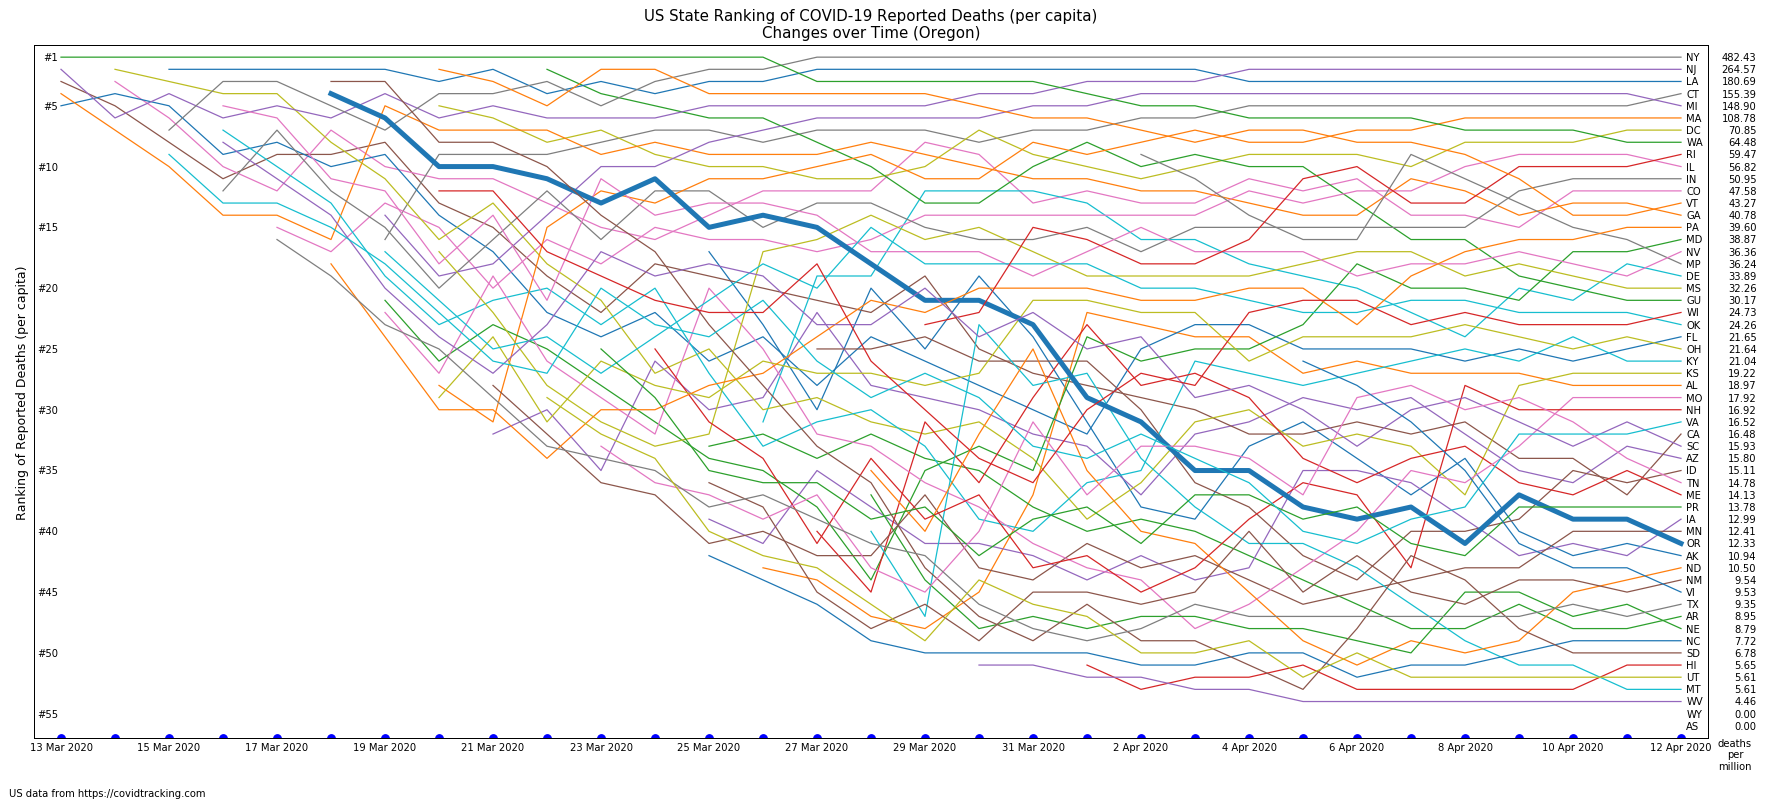 US State Ranking of COVID-19 Reported Deaths (per capita)
Changes over Time (Oregon)
Ranking of Reported Deaths (per capita)
#1
#5
#10
#15
#20
#25
#30
#35
#40
#45
#50
#55
NY 482.43
NJ 264.57
LA 180.69
CT 155.39
MI 148.90
MA 108.78
DC 70.85
WA 64.48
RI 59.47
IL 56.82
IN 50.95
CO 47.58
VT 43.27
GA 40.78
PA 39.60
MD 38.87
NV 36.36
MP 36.24
DE 33.89
MS 32.26
GU 30.17
WI 24.73
OK 24.26
FL 21.65
OH 21.64
KY 21.04
KS 19.22
AL 18.97
MO 17.92
NH 16.92
VA 16.52
CA 16.48
SC 15.93
AZ 15.80
ID 15.11
TN 14.78
ME 14.13
PR 13.78
IA 12.99
MN 12.41
OR 12.33
AK 10.94
ND 10.50
NM 9.54
VI 9.53
TX 9.35
AR 8.95
NE 8.79
NC 7.72
SD 6.78
HI 5.65
UT 5.61
MT 5.61
WV 4.46
WY 0.00
AS 0.00
13 Mar 2020 15 Mar 2020 17 Mar 2020 19 Mar 2020 21 Mar 2020 23 Mar 2020 25 Mar 2020 27 Mar 2020 29 Mar 2020 31 Mar 2020 2 Apr 2020 4 Apr 2020 6 Apr 2020 8 Apr 2020 10 Apr 2020 12 Apr 2020
deaths
per
million
US data from https://covidtracking.com